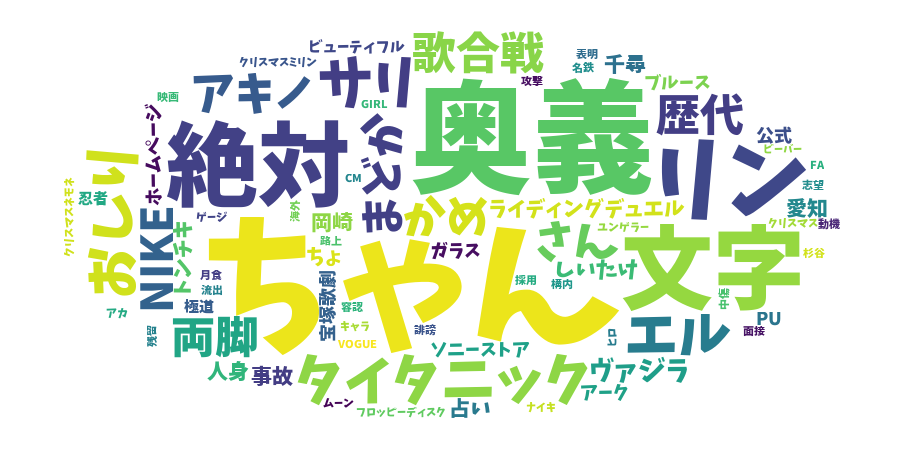 ビューティフル
歌合戦
表明
名鉄
千尋
クリスマスミリン
サリ
攻撃
ブルース
アキノ
GIRL
映画
奥義
歴代
ホームページ
公式
ビーバー
絶対
まどか
リン
FA
おしり
CM
志望
クリスマスネモネ
忍者
NIKE
ゲージ
海外
岡崎
かめ
ライディングデュエル
愛知
クリスマス
動機
トンチキ
ちゃん
路上
ちょ
ガラス
さん
ユンゲラー
文字
杉谷
しいたけ
月食
流出
宝塚歌劇
採用
構内
極道
容認
中傷
アカ
残留
両脚
キャラ
誹謗
VOGUE
ヒロ
エル
PU
面接
ソニーストア
人身
事故
タイタニック
ヴァジラ
アーク
ムーン
フロッピーディスク
占い
ナイキ